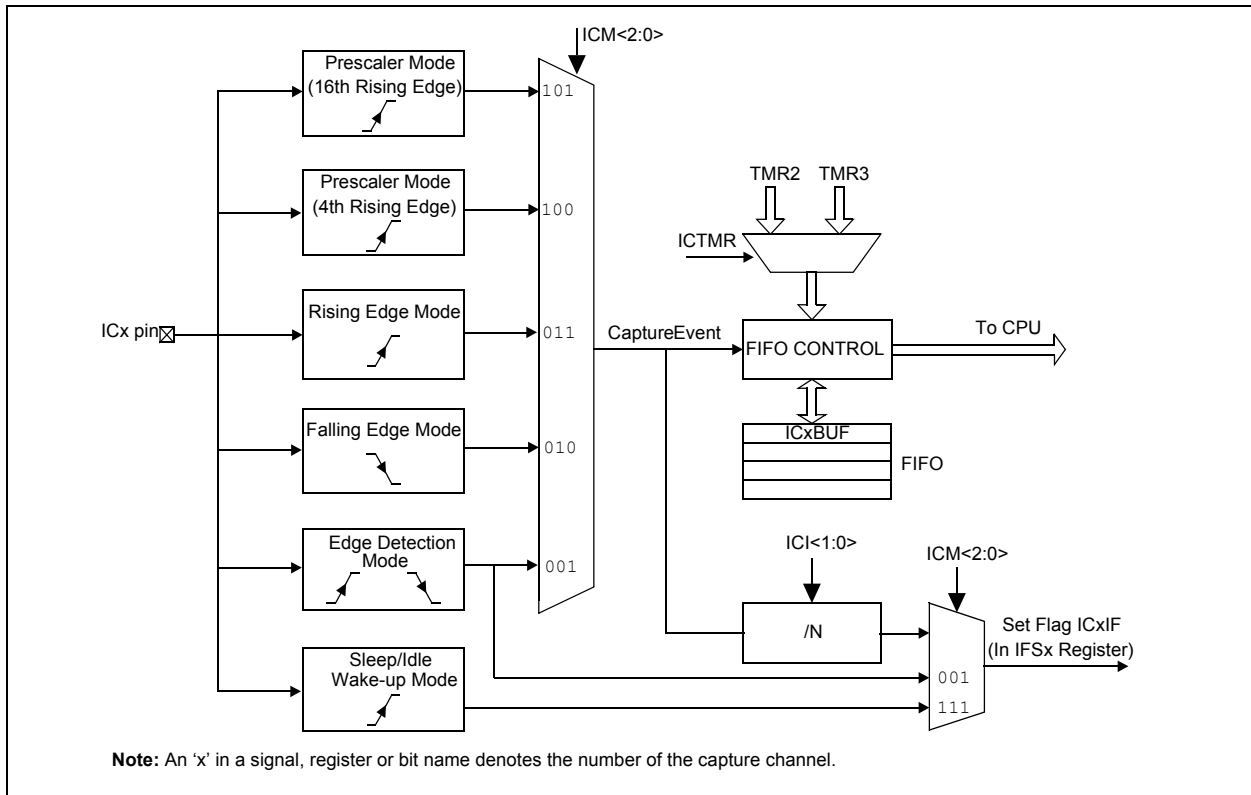 ICM<2:0>
Prescaler Mode
(16th Rising Edge)
101
Prescaler Mode
(4th Rising Edge)
100
TMR2
TMR3
ICTMR
ICx pin
Rising Edge Mode
011
CaptureEvent
FIFO CONTROL
To CPU
Falling Edge Mode
010
ICxBUF
FIFO
Edge Detection
Mode
001
ICI<1:0>
ICM<2:0>
/N
Set Flag ICxIF
(In IFSx Register)
Sleep/Idle
Wake-up Mode
001
111
Note: An ‘x’ in a signal, register or bit name denotes the number of the capture channel.